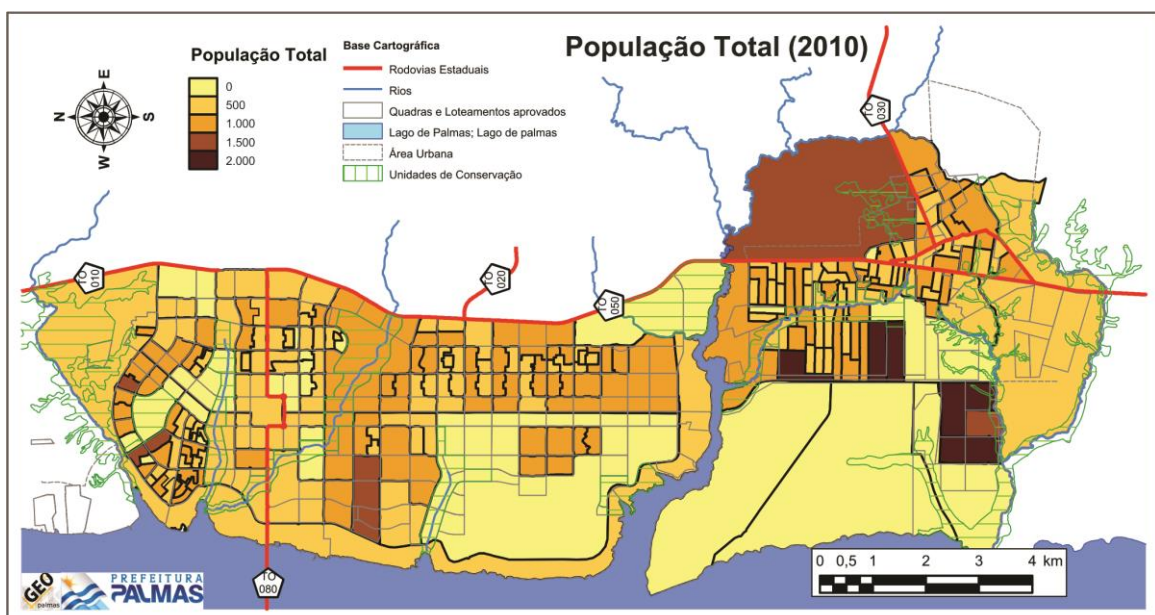 População Total (2010)
População Total
0
500
1.000
1.500
2.000
Base Cartográfica
Rodovias Estaduais
Rios
Quadras e Loteamentos aprovados
Lago de Palmas; Lago de palmas
Área Urbana
Unidades de Conservação
E
N
S
W
TO
030
TO
010
TO
020
TO
050
TO
080
0 0,5 1 2 3 4 km
GEO
palmas
PREFEITURA
PALMAS